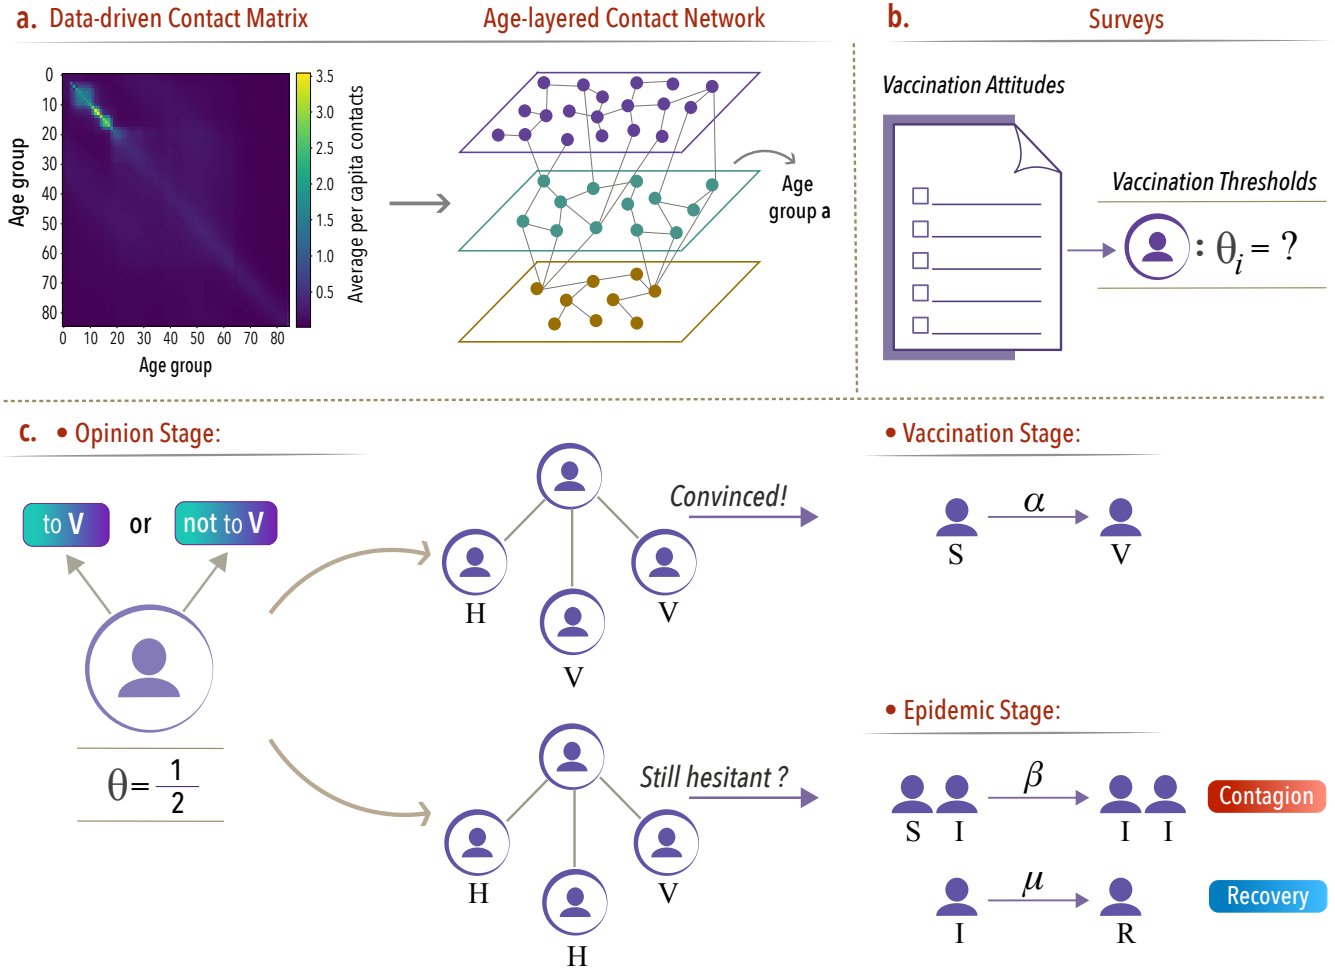 a. Data-driven Contact Matrix
Age-layered Contact Network
0
10
20
30
40
50
60
70
80
Age group
0 10 20 30 40 50 60 70 80
Age group
3.5
3.0
2.5
2.0
1.5
1.0
0.5
Average per capita contacts
Age
group a
b. Surveys
Vaccination Attitudes
Vaccination Thresholds
: θi = ?
c. • Opinion Stage:
to V or not to V
θ = 1/2
H
V
V
Convinced!
H
H
V
Still hesitant ?
• Vaccination Stage:
α
S V
• Epidemic Stage:
β
S I I I
Contagion
μ
I R
Recovery